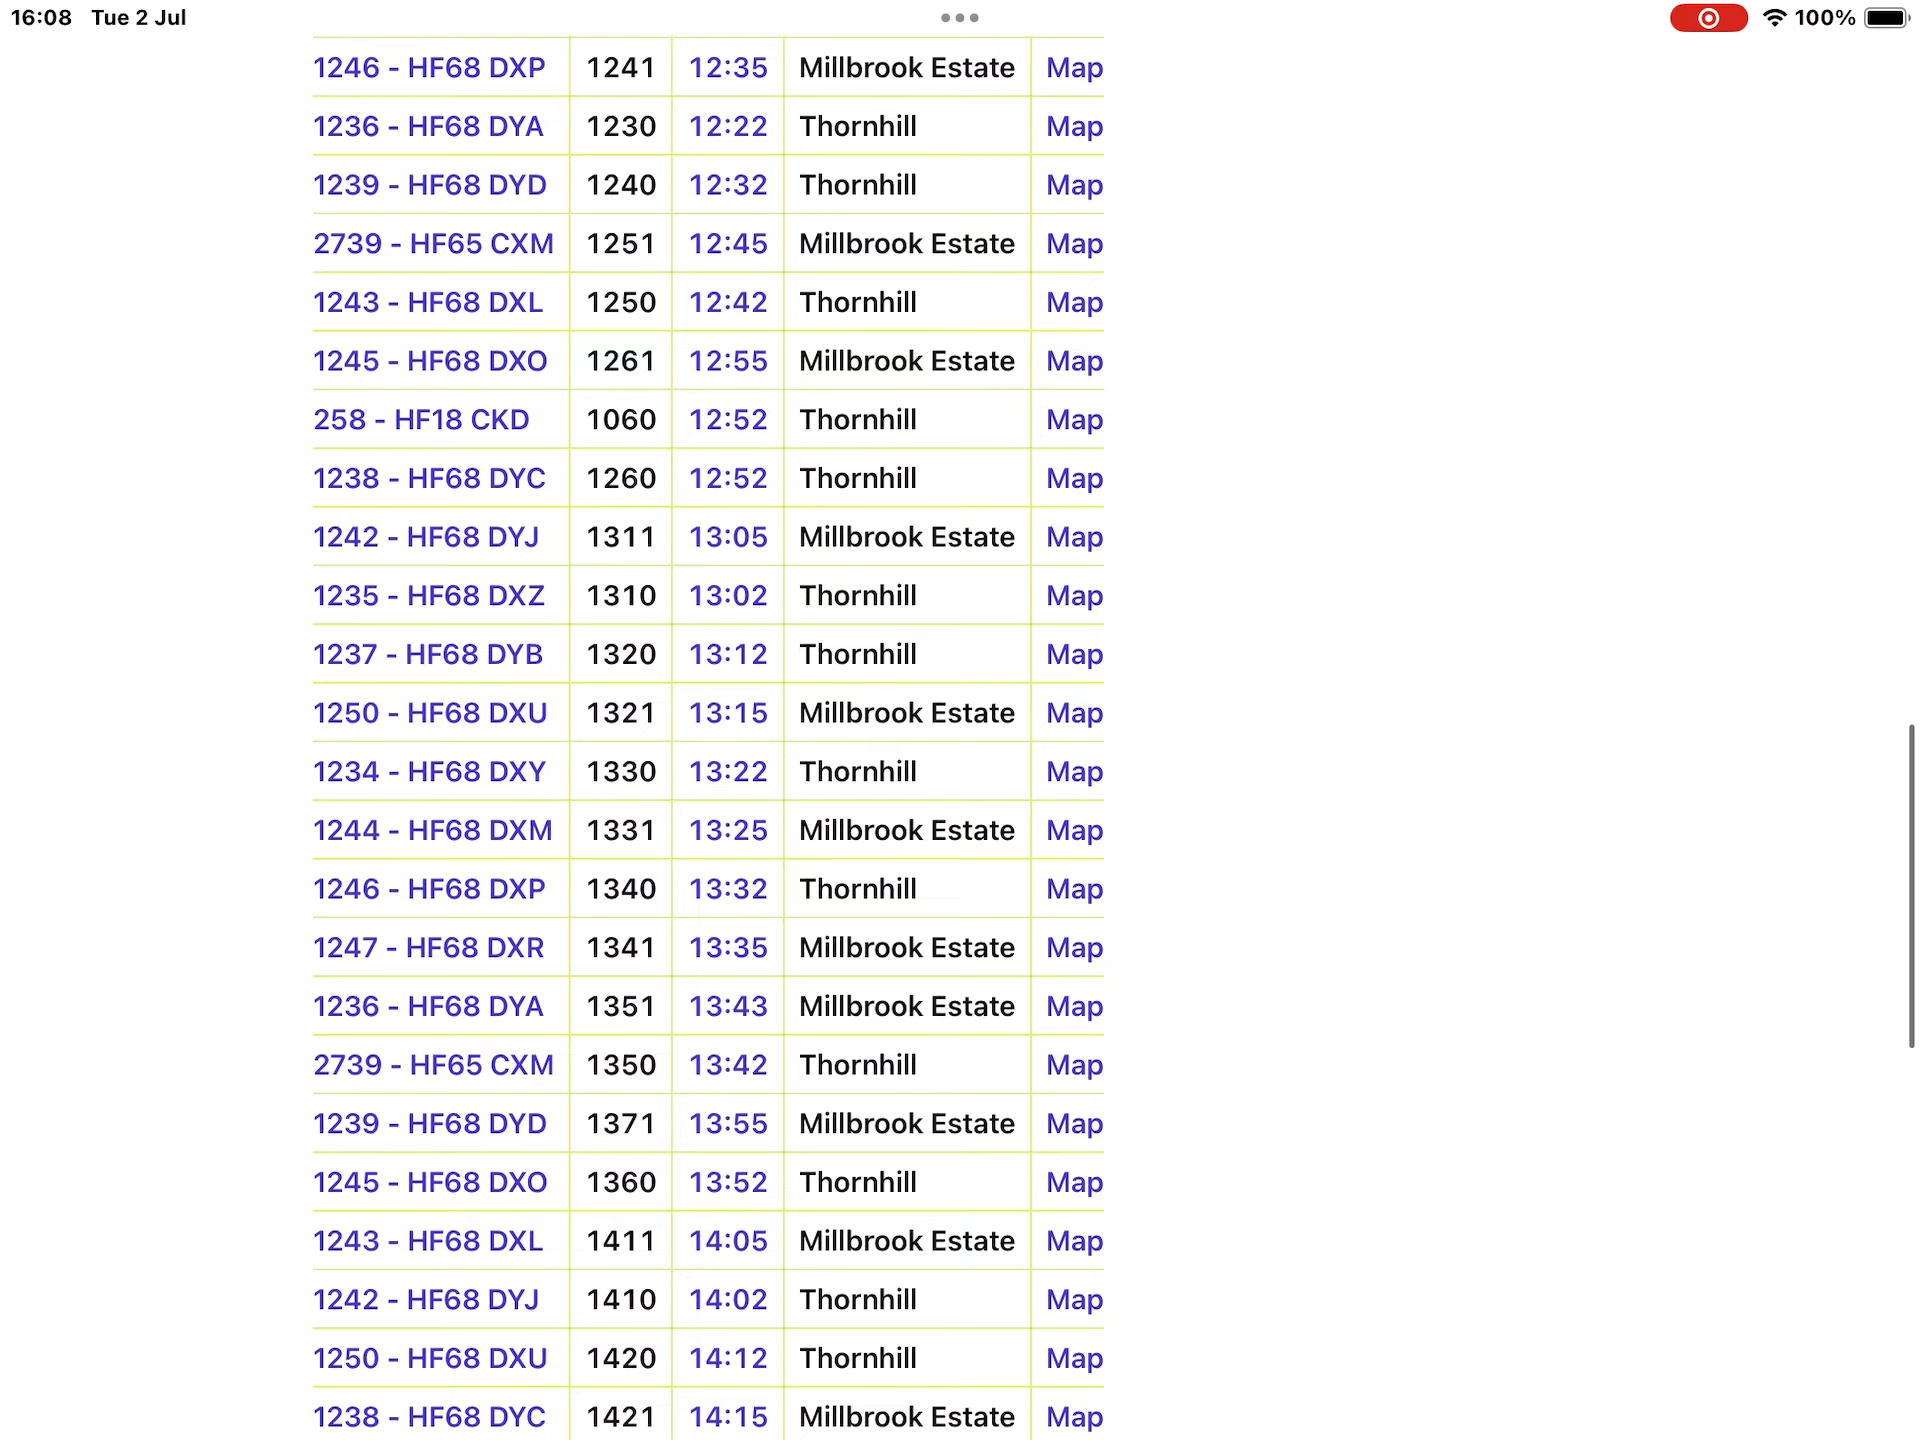 16:08 Tue 2 Jul 100%
1246 - HF68 DXP 1241 12:35 Millbrook Estate Map
1236 - HF68 DYA 1230 12:22 Thornhill Map
1239 - HF68 DYD 1240 12:32 Thornhill Map
2739 - HF65 CXM 1251 12:45 Millbrook Estate Map
1243 - HF68 DXL 1250 12:42 Thornhill Map
1245 - HF68 DXO 1261 12:55 Millbrook Estate Map
258 - HF18 CKD 1060 12:52 Thornhill Map
1238 - HF68 DYC 1260 12:52 Thornhill Map
1242 - HF68 DYJ 1311 13:05 Millbrook Estate Map
1235 - HF68 DXZ 1310 13:02 Thornhill Map
1237 - HF68 DYB 1320 13:12 Thornhill Map
1250 - HF68 DXU 1321 13:15 Millbrook Estate Map
1234 - HF68 DXY 1330 13:22 Thornhill Map
1244 - HF68 DXM 1331 13:25 Millbrook Estate Map
1246 - HF68 DXP 1340 13:32 Thornhill Map
1247 - HF68 DXR 1341 13:35 Millbrook Estate Map
1236 - HF68 DYA 1351 13:43 Millbrook Estate Map
2739 - HF65 CXM 1350 13:42 Thornhill Map
1239 - HF68 DYD 1371 13:55 Millbrook Estate Map
1245 - HF68 DXO 1360 13:52 Thornhill Map
1243 - HF68 DXL 1411 14:05 Millbrook Estate Map
1242 - HF68 DYJ 1410 14:02 Thornhill Map
1250 - HF68 DXU 1420 14:12 Thornhill Map
1238 - HF68 DYC 1421 14:15 Millbrook Estate Map